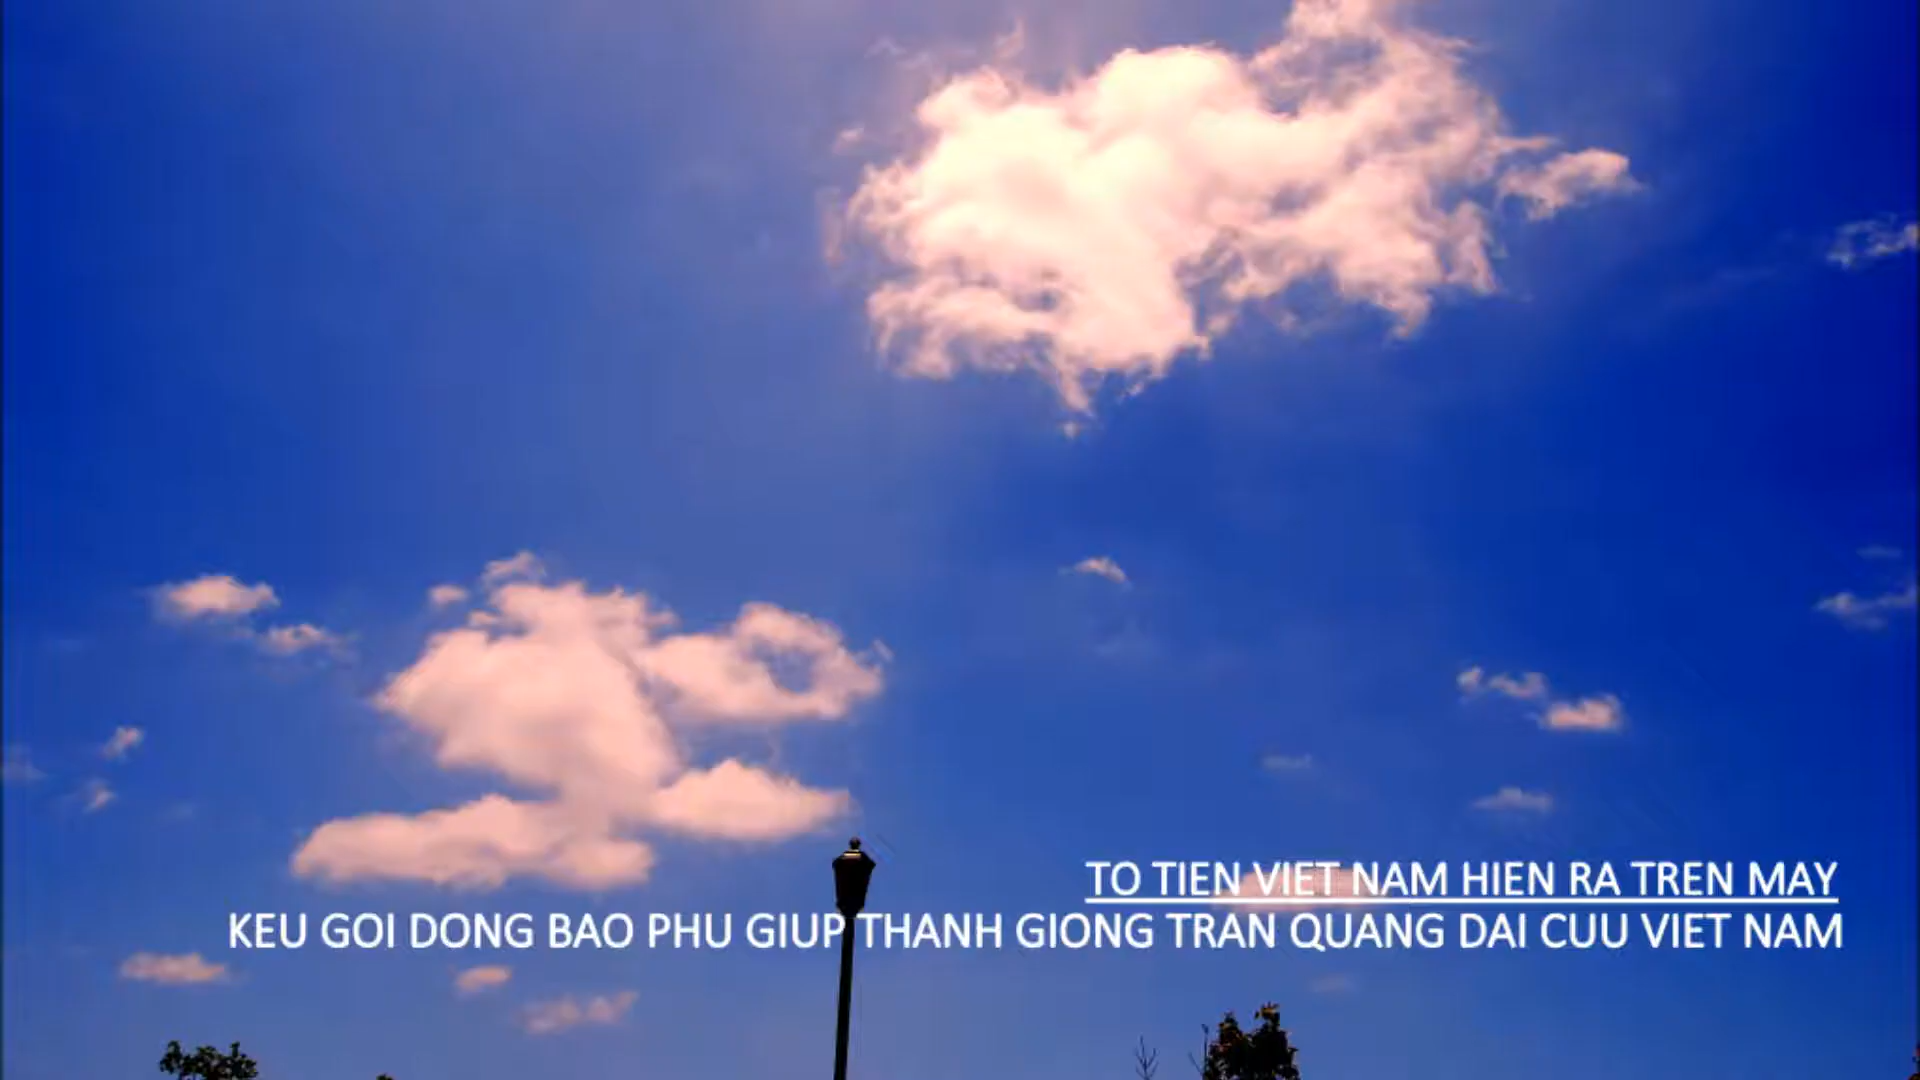 TO TIEN VIET NAM HIEN RA TREN MAY
KEU GOI DONG BAO PHU GIUP THANH GIONG TRAN QUANG DAI CUU VIET NAM